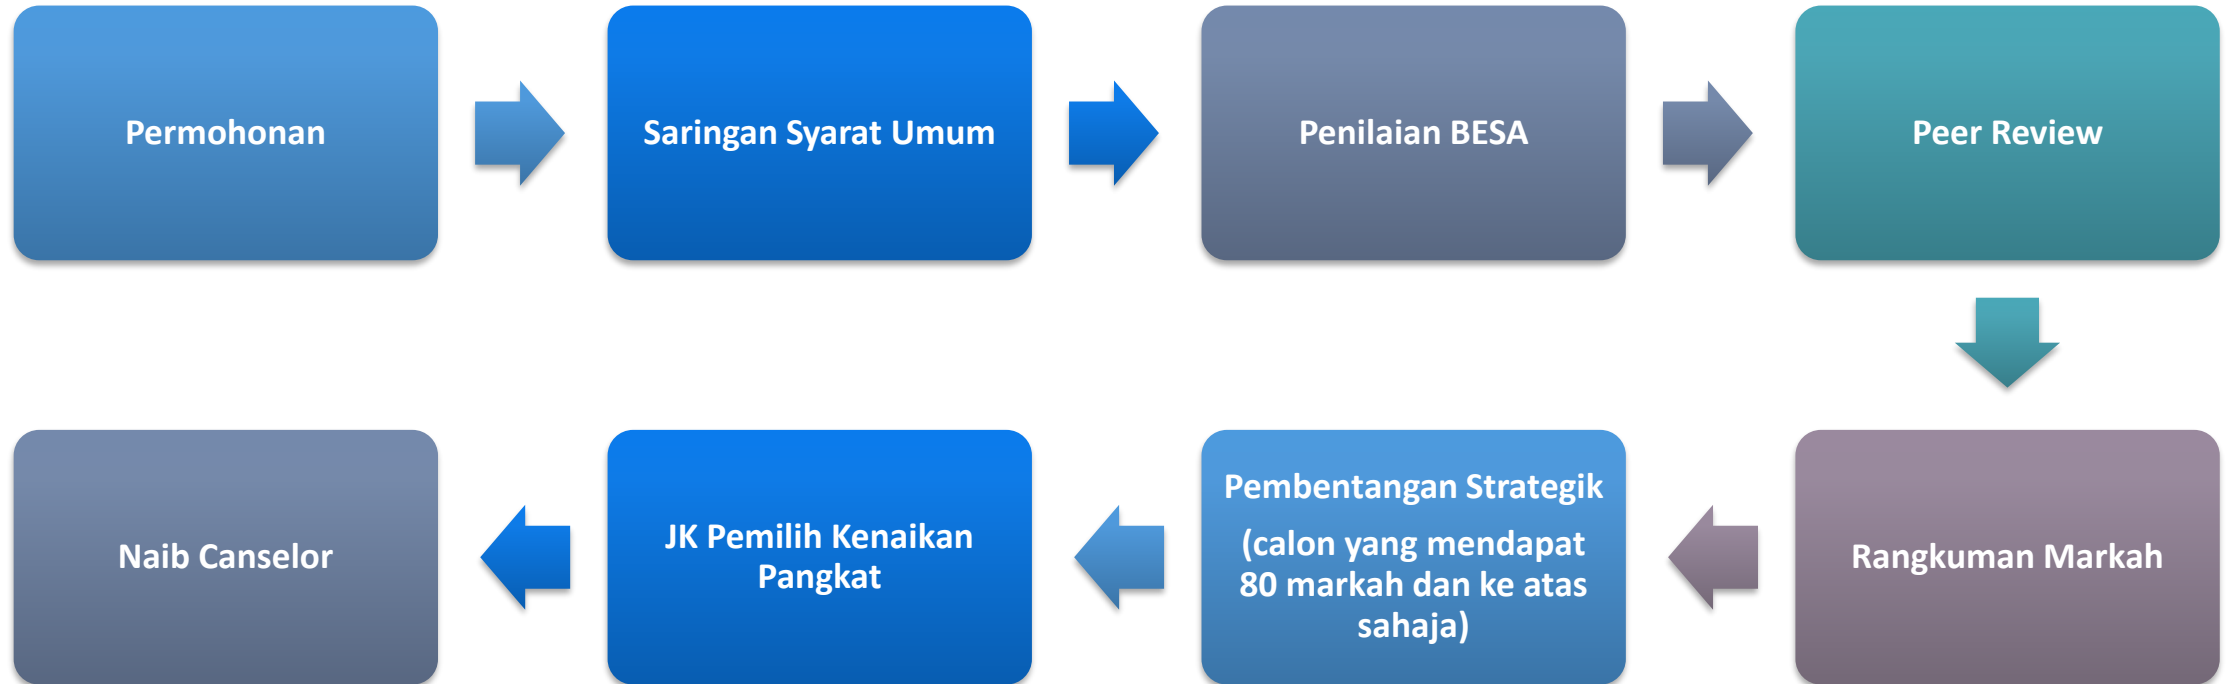 Permohonan
Saringan Syarat Umum
Penilaian BESA
Peer Review
Rangkuman Markah
Pembentangan Strategik
(calon yang mendapat
80 markah dan ke atas
sahaja)
JK Pemilih Kenaikan
Pangkat
Naib Canselor